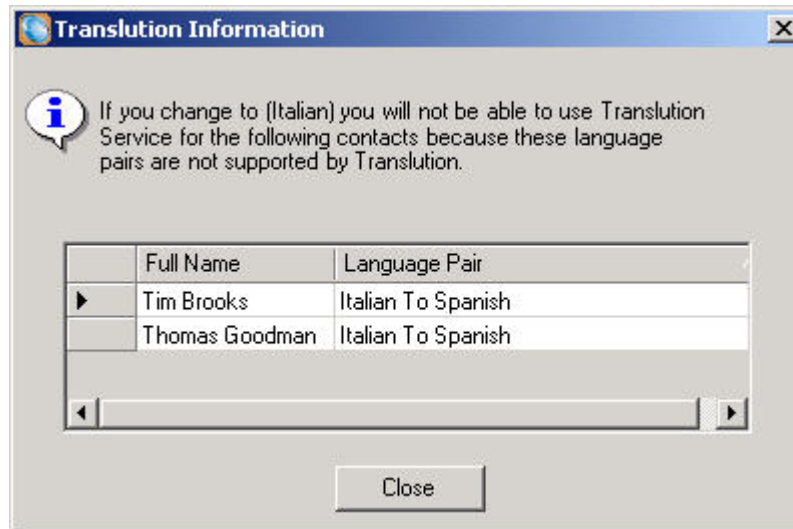 Translution Information
If you change to (Italian) you will not be able to use Translution
Service for the following contacts because these language
pairs are not supported by Translution.
Full Name Language Pair
Tim Brooks Italian To Spanish
Thomas Goodman Italian To Spanish
Close